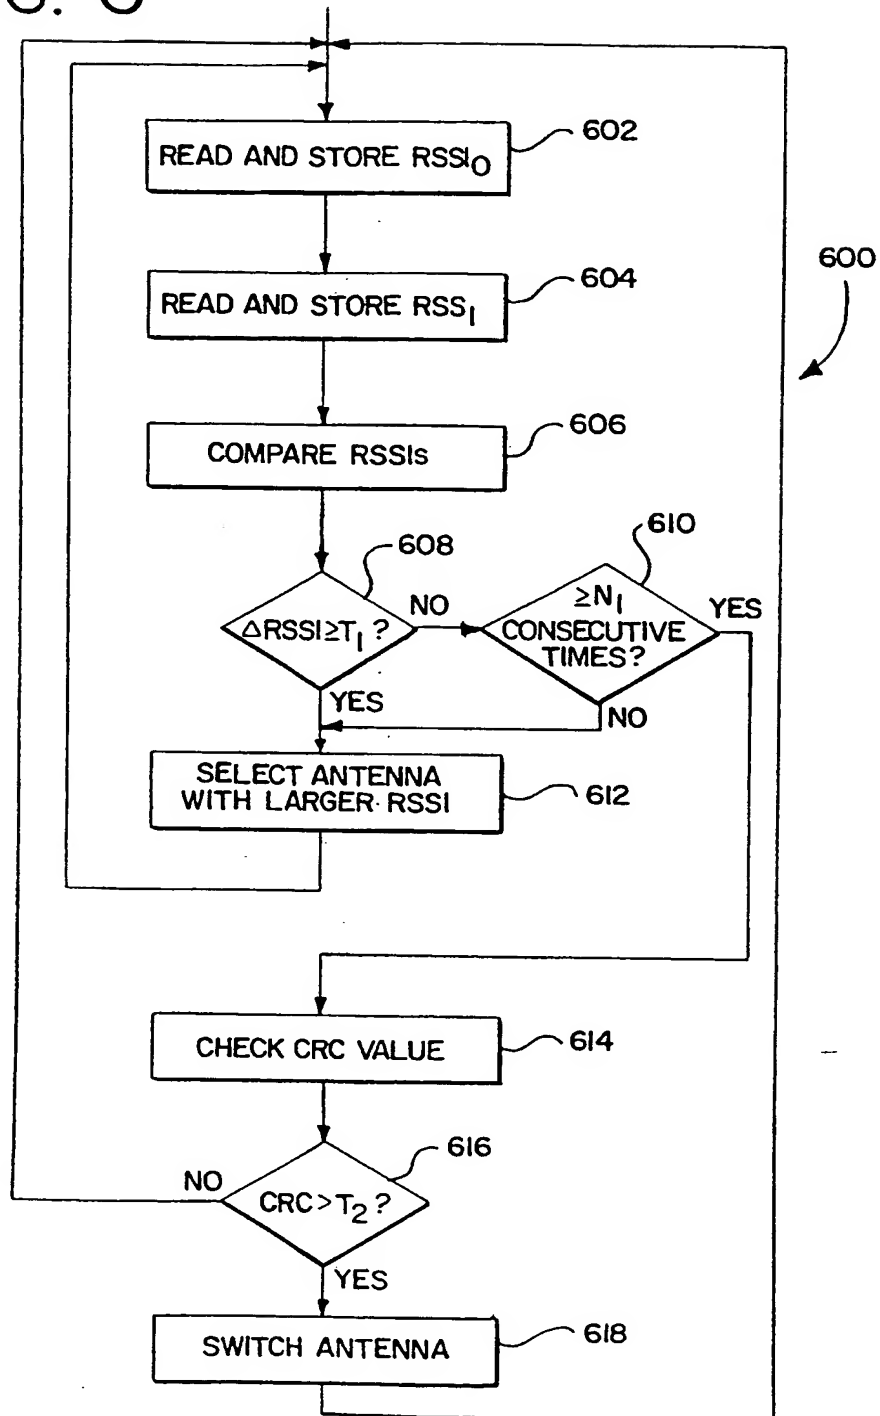 602
READ AND STORE RSSI0
600
604
READ AND STORE RSS1
606
COMPARE RSSIs
610
608
≥N1
NO
YES
ΔRSSI≥T1 ?
CONSECUTIVE
TIMES?
YES
NO
SELECT ANTENNA
WITH LARGER RSSI
612
CHECK CRC VALUE
614
616
NO
CRC>T2 ?
YES
SWITCH ANTENNA
618